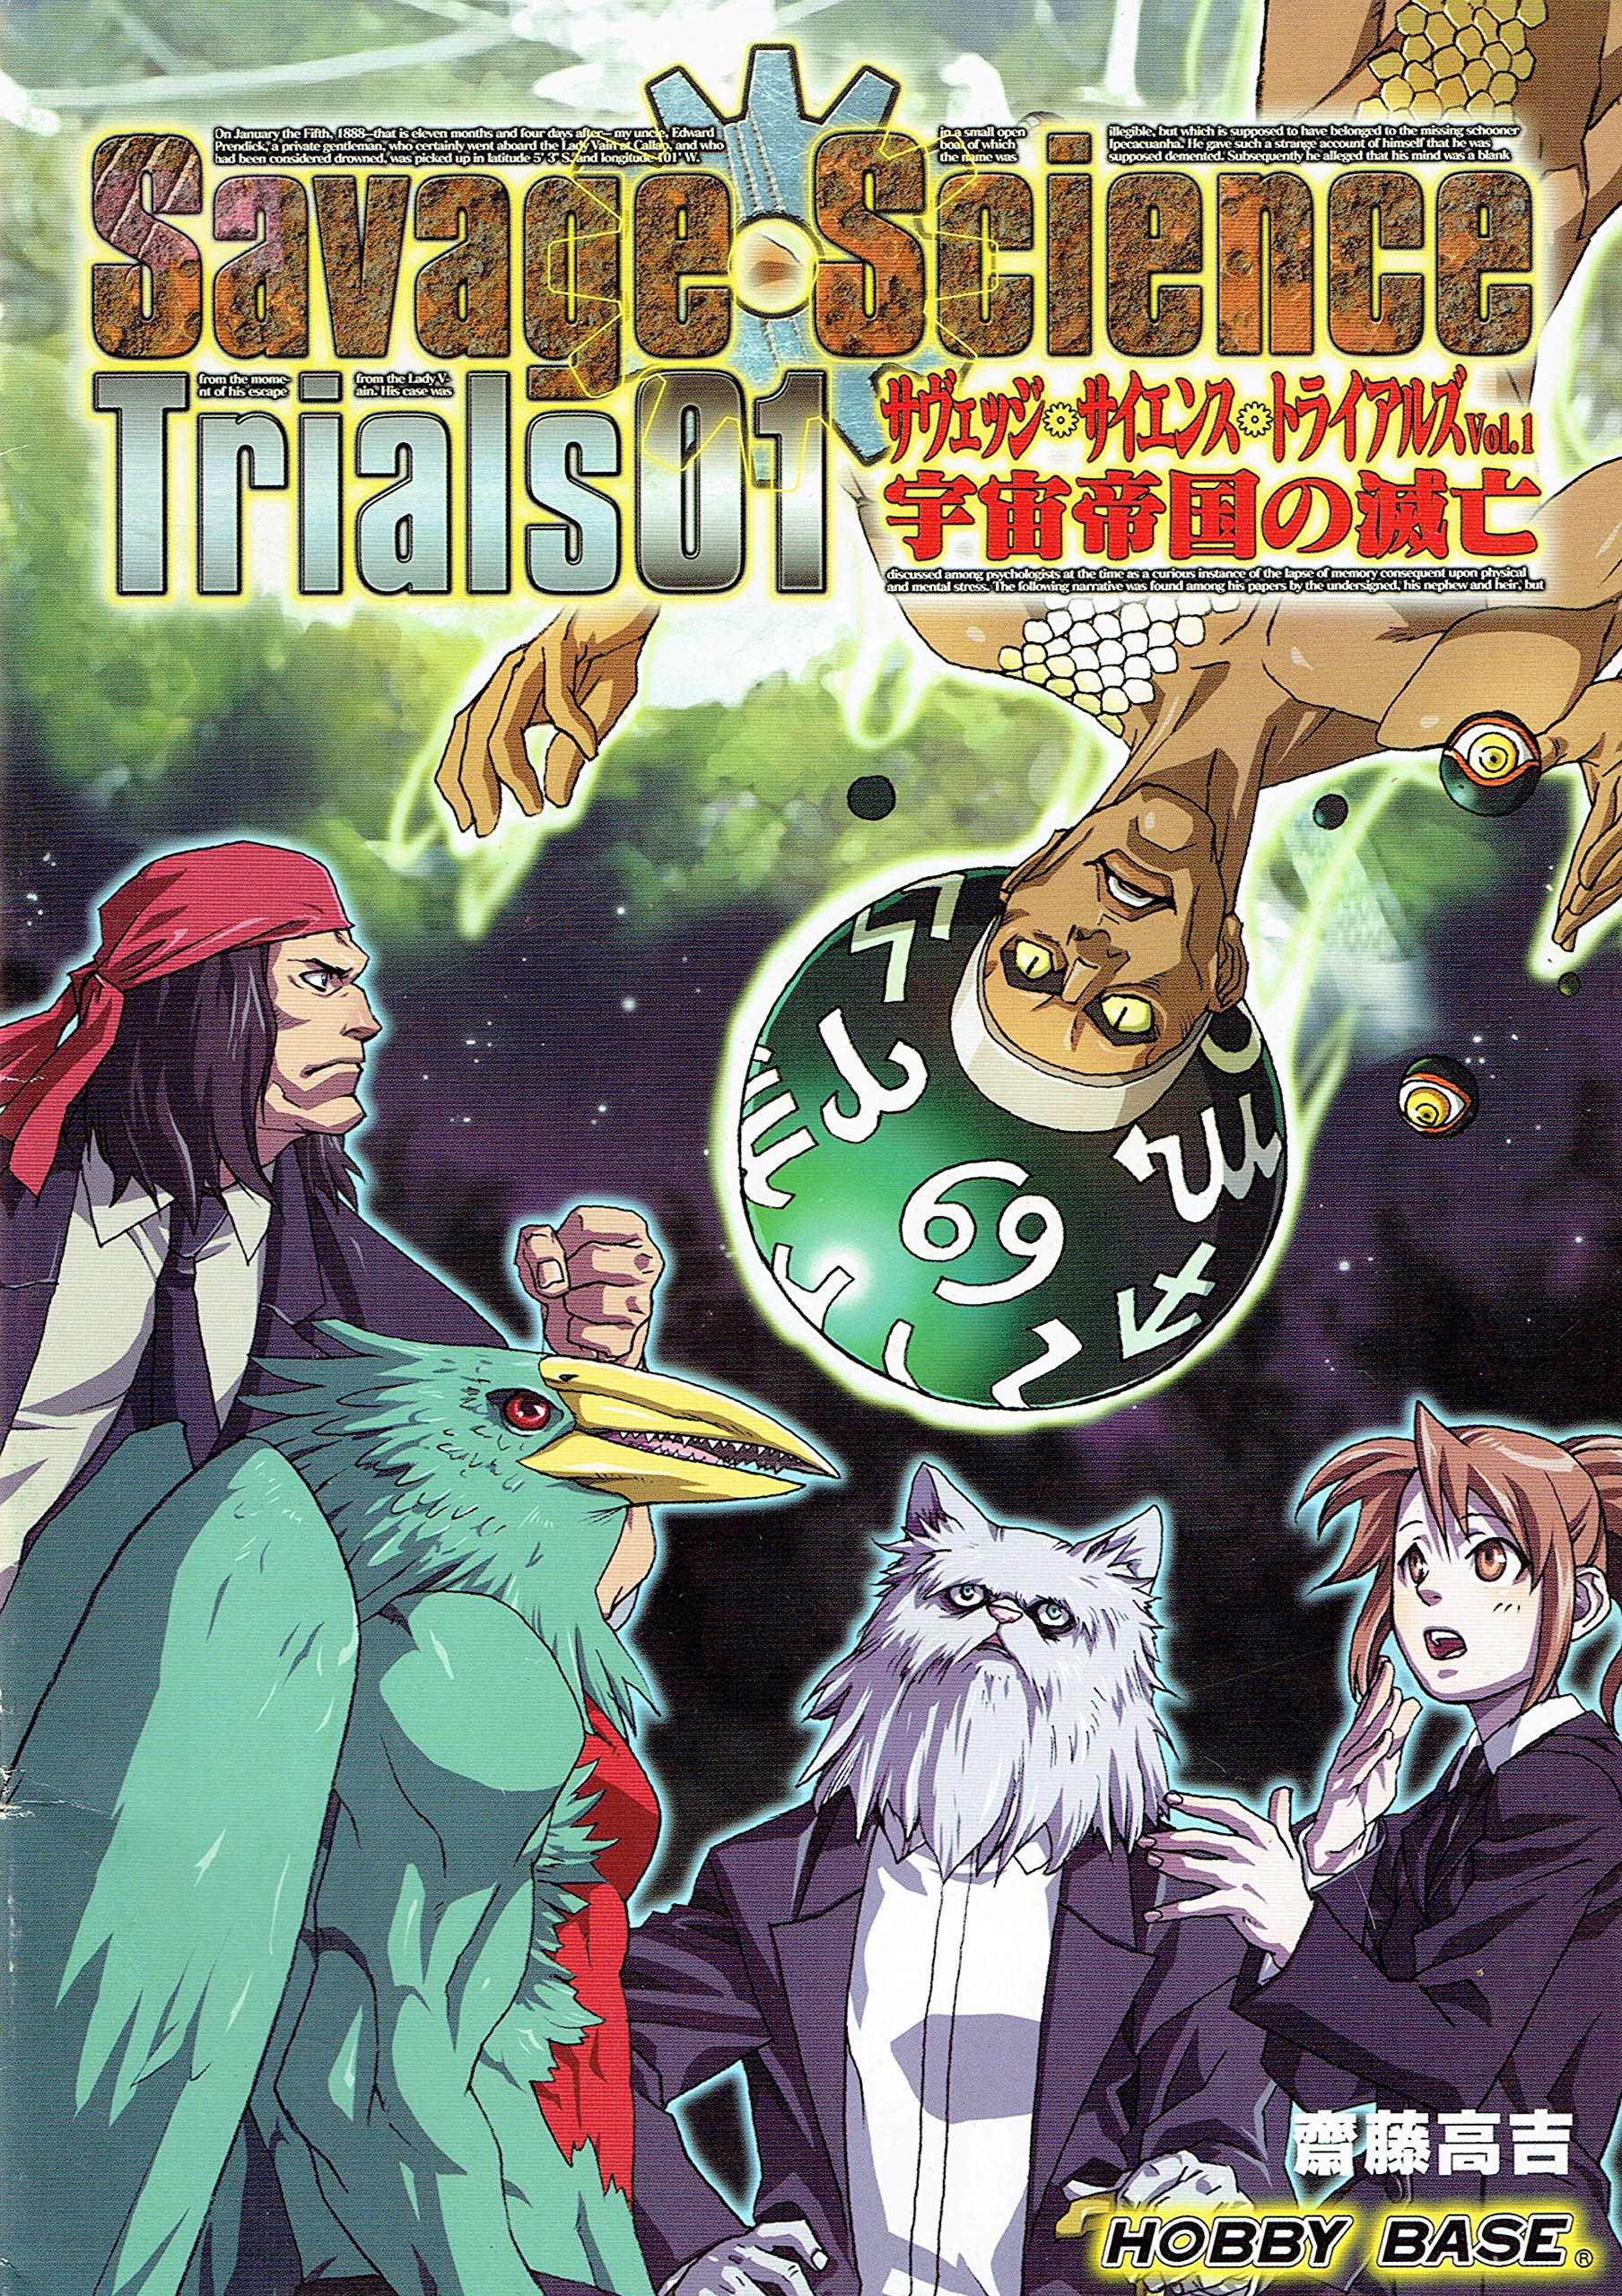 On January the Fifth, 1888—that is eleven months and four days after— my uncle, Edward
Prendick, a private gentleman, who certainly went aboard the Lady Vain at Callao, and who
had been considered drowned, was picked up in latitude 5' 3" S. and longitude 101' W.
in a small open
boat of which
the name was
illegible, but which is supposed to have belonged to the missing schooner
Ipecacuanha. He gave such a strange account of himself that he was
supposed demented. Subsequently he alleged that his mind was a blank
Savage Science
from the mome-
nt of his escape
from the Lady V-
ain. His case was
Trials01
サヴェッジ サイエンス トライアルズ Vol.1
宇宙帝国の滅亡
discussed among psychologists at the time as a curious instance of the lapse of memory consequent upon physical
and mental stress. The following narrative was found among his papers by the undersigned, his nephew and heir, but
69
齋藤高吉
HOBBY BASE®